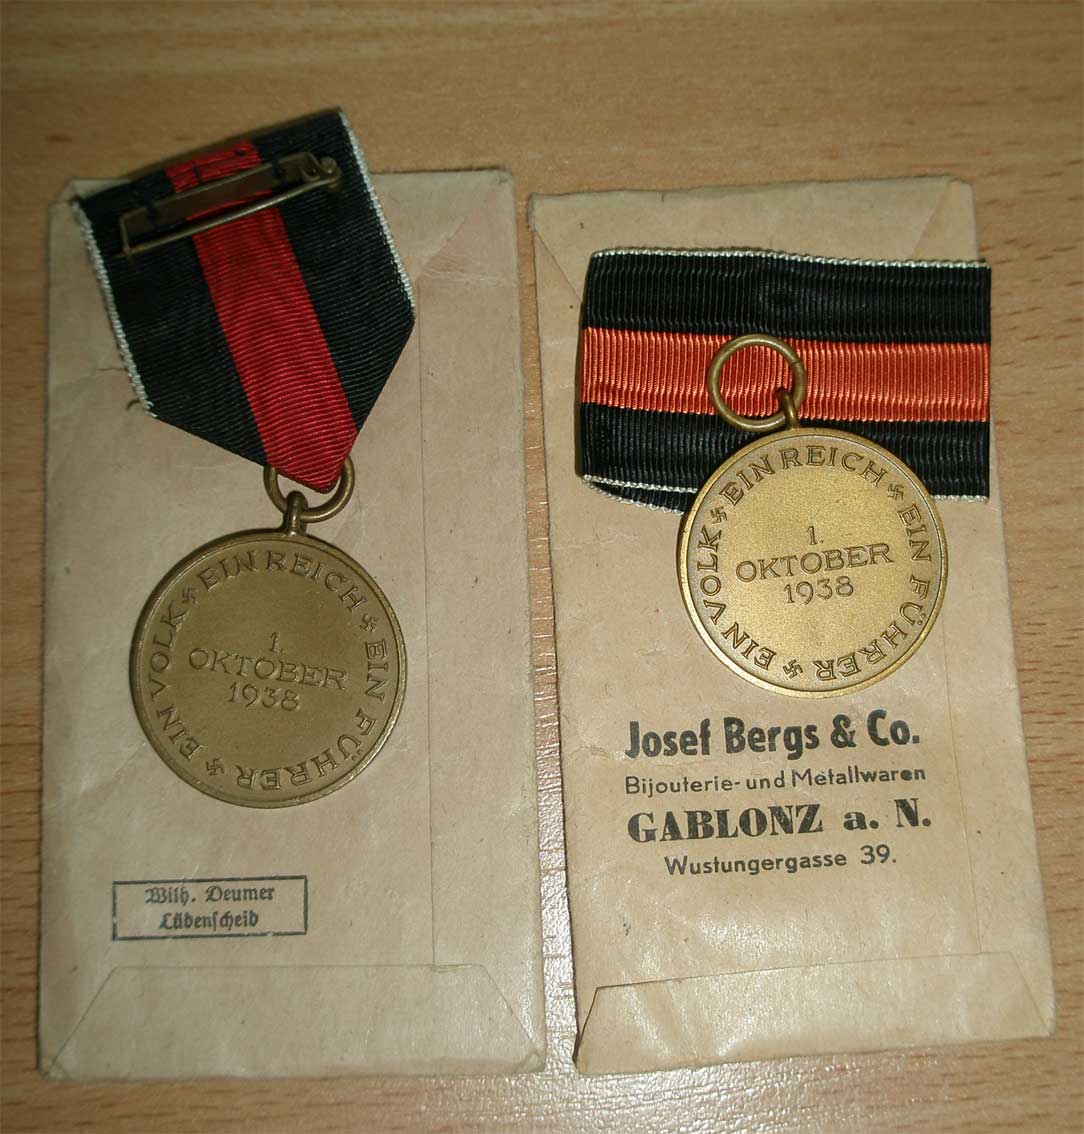 EIN VOLK EIN REICH EIN FÜHRER
1.
OKTOBER
1938
Wilh. Deumer
Lüdenscheid
EIN VOLK EIN REICH EIN FÜHRER
1.
OKTOBER
1938
Josef Bergs & Co.
Bijouterie- und Metallwaren
GABLONZ a. N.
Wustungergasse 39.